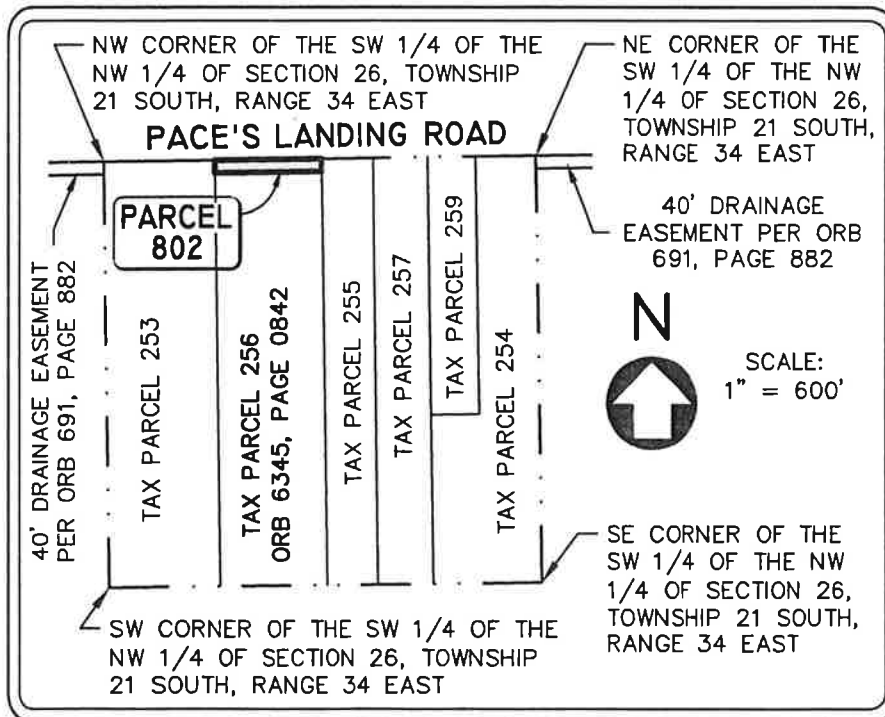 NW CORNER OF THE SW 1/4 OF THE
NW 1/4 OF SECTION 26, TOWNSHIP
21 SOUTH, RANGE 34 EAST
NE CORNER OF THE
SW 1/4 OF THE NW
1/4 OF SECTION 26,
TOWNSHIP 21 SOUTH,
RANGE 34 EAST
PACE'S LANDING ROAD
PARCEL
802
40' DRAINAGE
EASEMENT PER ORB
691, PAGE 882
40' DRAINAGE EASEMENT
PER ORB 691, PAGE 882
TAX PARCEL 253
TAX PARCEL 256
ORB 6345, PAGE 0842
TAX PARCEL 255
TAX PARCEL 257
TAX PARCEL 259
TAX PARCEL 254
N
SCALE:
1" = 600'
SW CORNER OF THE SW 1/4 OF THE
NW 1/4 OF SECTION 26, TOWNSHIP
21 SOUTH, RANGE 34 EAST
SE CORNER OF THE
SW 1/4 OF THE NW
1/4 OF SECTION 26,
TOWNSHIP 21 SOUTH,
RANGE 34 EAST